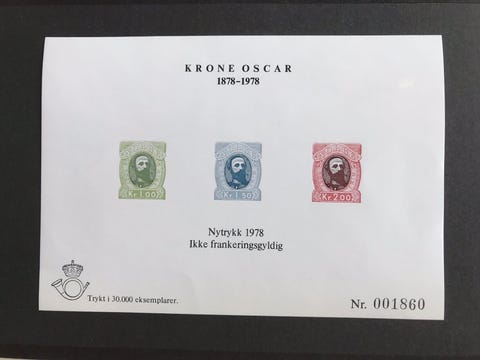 KRONE OSCAR
1878-1978
Kr 1.00
Kr 1 50
Kr 2 00
Nytrykk 1978
Ikke frankeringsgyldig
Trykt i 30.000 eksemplarer.
Nr. 001860